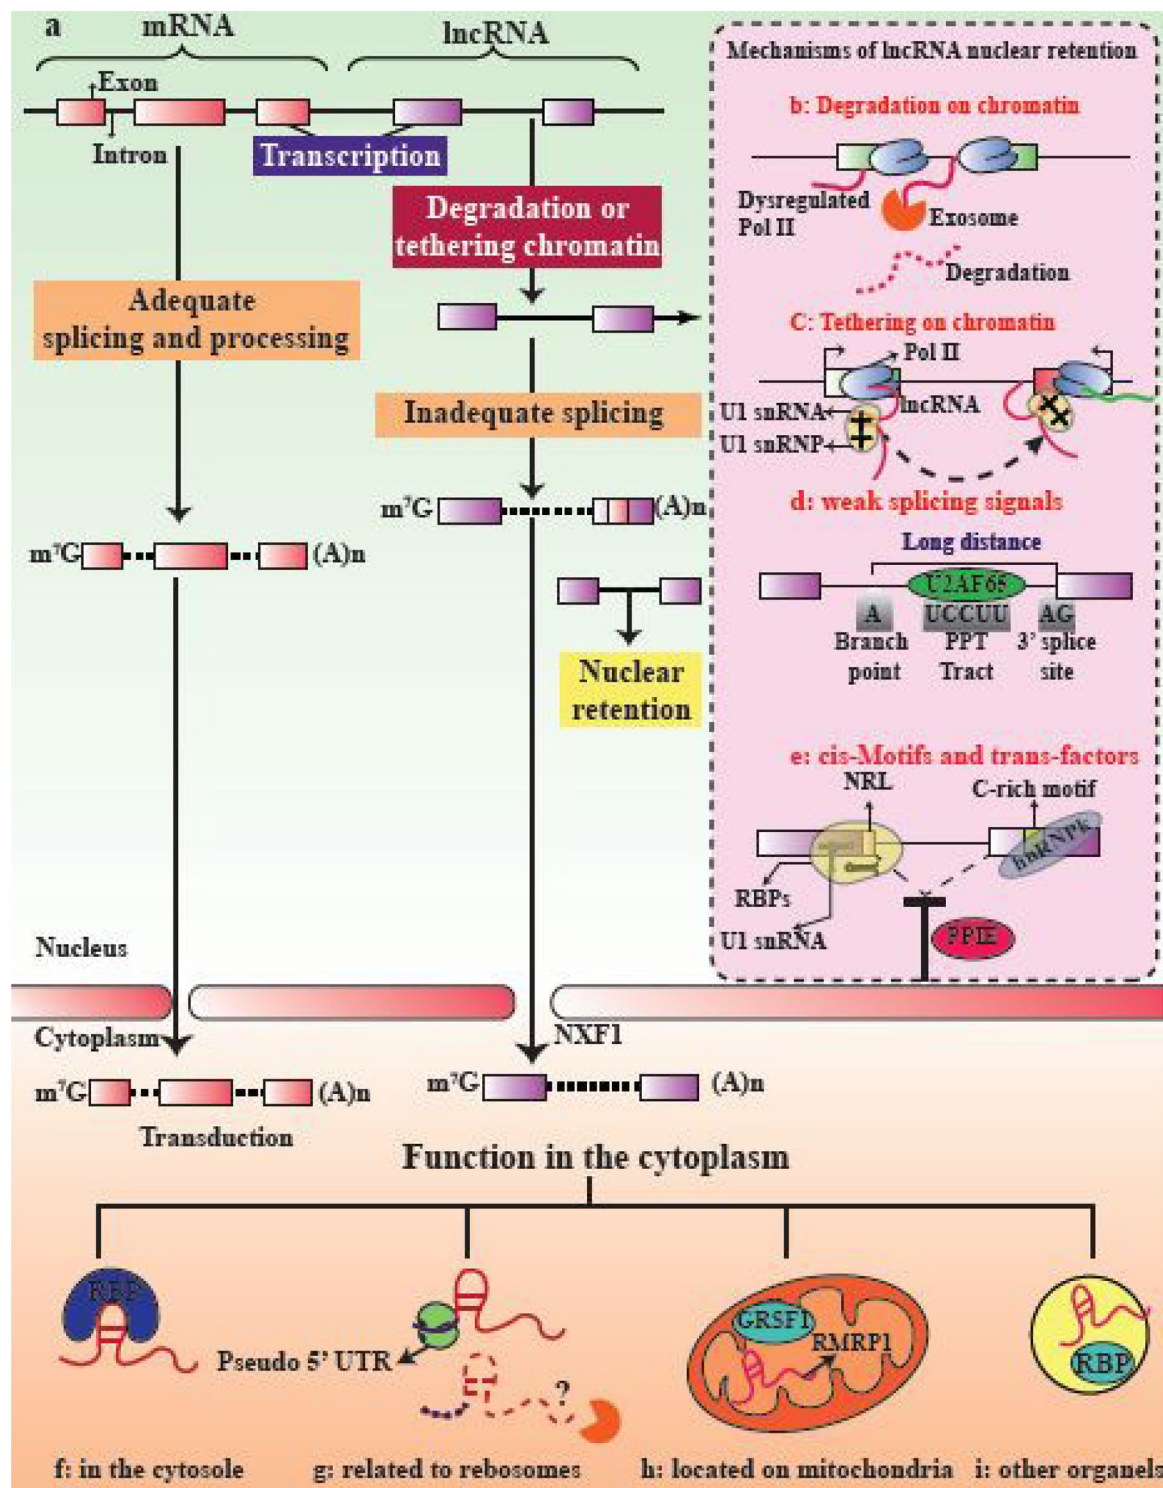 a
mRNA
lncRNA
Exon
Intron
Transcription
Degradation or
tethering chromatin
Adequate
splicing and processing
Inadequate splicing
m⁷G
(A)n
m⁷G
(A)n
Nuclear
retention
Mechanisms of lncRNA nuclear retention
b: Degradation on chromatin
Dysregulated
Pol II
Exosome
Degradation
C: Tethering on chromatin
Pol II
U1 snRNA
lncRNA
U1 snRNP
d: weak splicing signals
Long distance
U2AF65
A
UCCUU
AG
Branch
point
PPT
Tract
3’ splice
site
e: cis-Motifs and trans-factors
NRL
C-rich motif
hnRNPk
RBPs
U1 snRNA
PPIE
Nucleus
Cytoplasm
NXF1
m⁷G
(A)n
m⁷G
(A)n
Transduction
Function in the cytoplasm
RBP
Pseudo 5’ UTR
?
GRSF1
RMRP1
RBP
f: in the cytosole
g: related to rebosomes
h: located on mitochondria
i: other organels